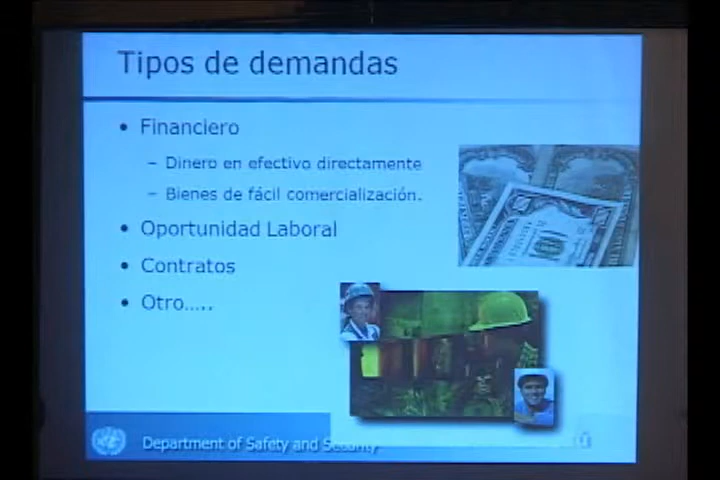 Tipos de demandas
• Financiero
– Dinero en efectivo directamente
– Bienes de fácil comercialización.
• Oportunidad Laboral
• Contratos
• Otro.....
Department of Safety and Security